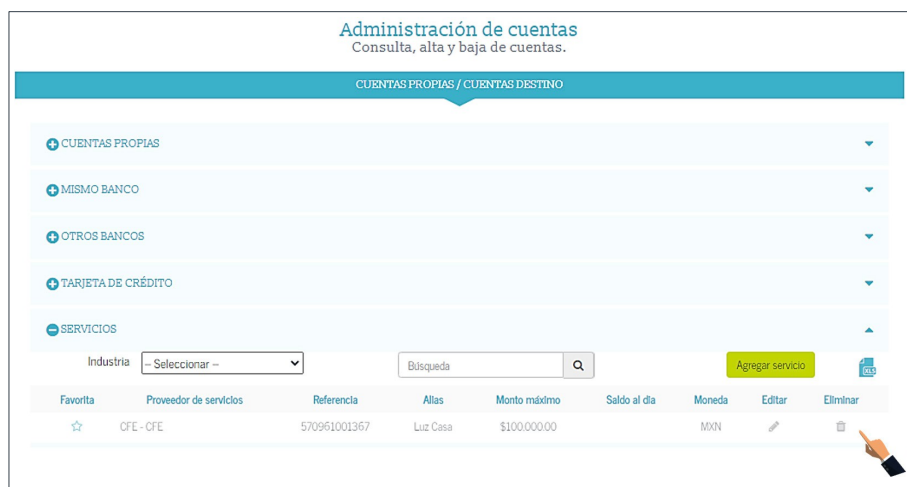 Administración de cuentas
Consulta, alta y baja de cuentas.
CUENTAS PROPIAS / CUENTAS DESTINO
CUENTAS PROPIAS
MISMO BANCO
OTROS BANCOS
TARJETA DE CRÉDITO
SERVICIOS
Industria -- Seleccionar -- Búsqueda Agregar servicio XLS
Favorita Proveedor de servicios Referencia Alias Monto máximo Saldo al día Moneda Editar Eliminar
CFE - CFE 570961001367 Luz Casa $100,000.00 MXN